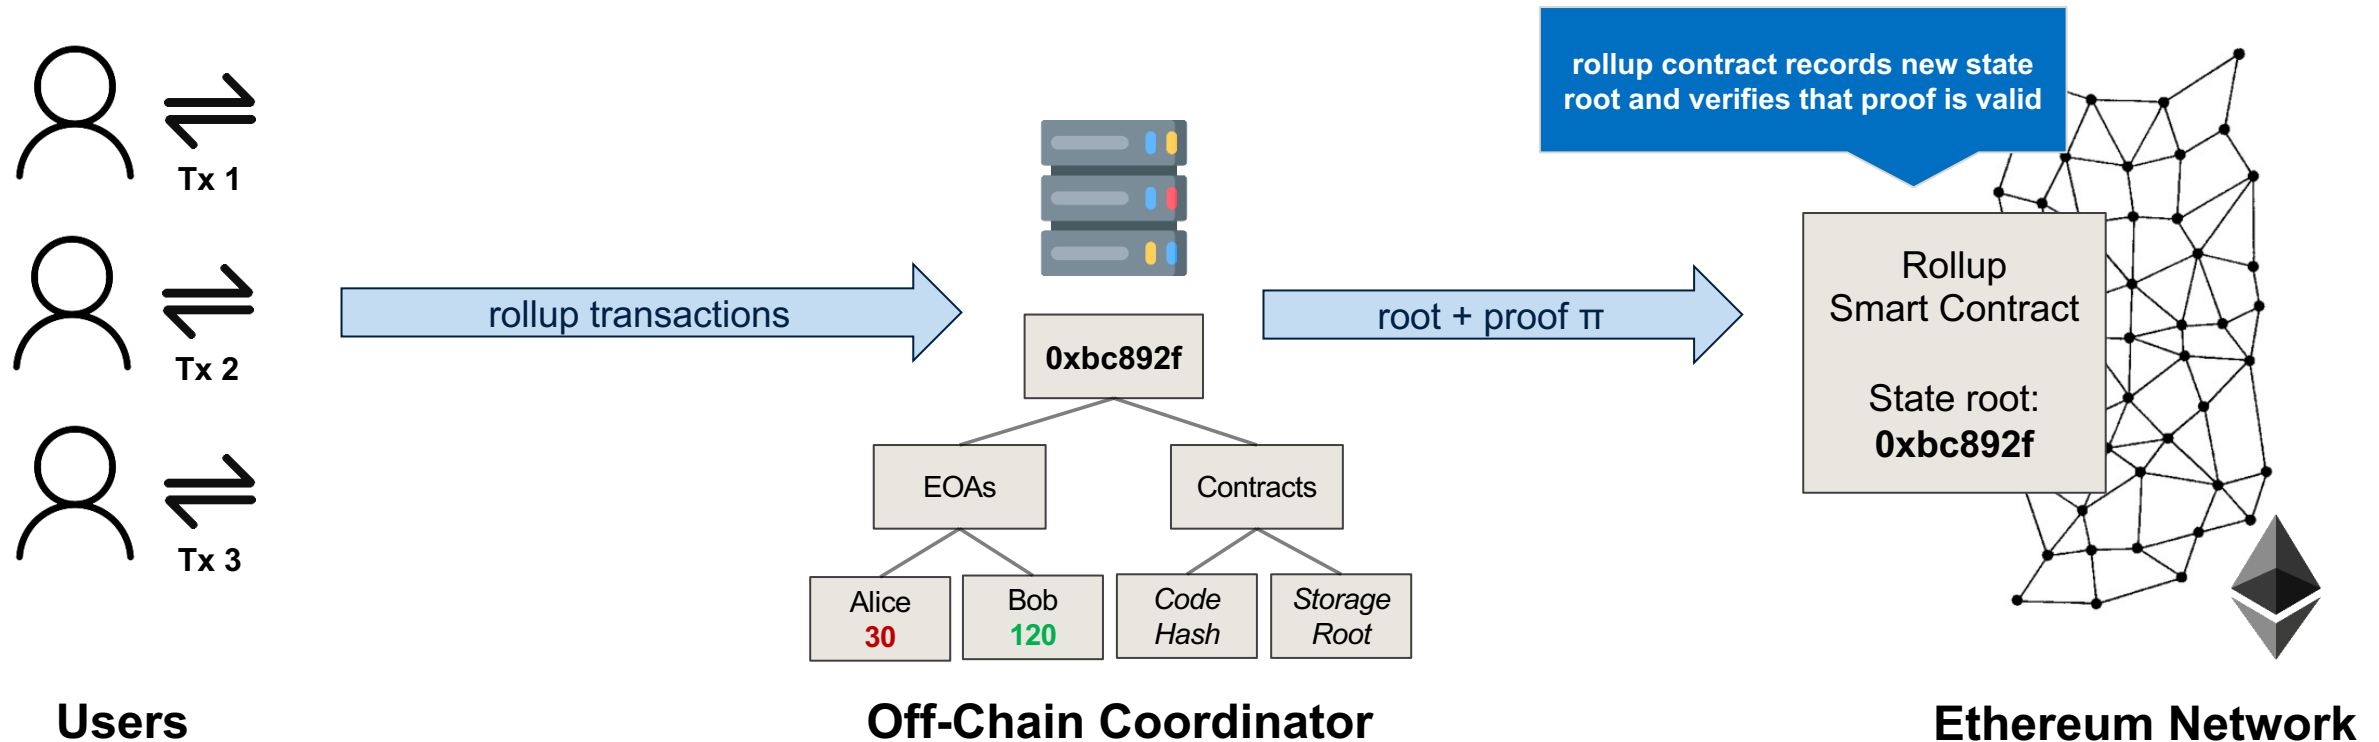 rollup contract records new state
root and verifies that proof is valid
Tx 1
Tx 2
Tx 3
rollup transactions
root + proof π
0xbc892f
EOAs
Contracts
Alice
30
Bob
120
Code
Hash
Storage
Root
Rollup
Smart Contract
State root:
0xbc892f
Users
Off-Chain Coordinator
Ethereum Network